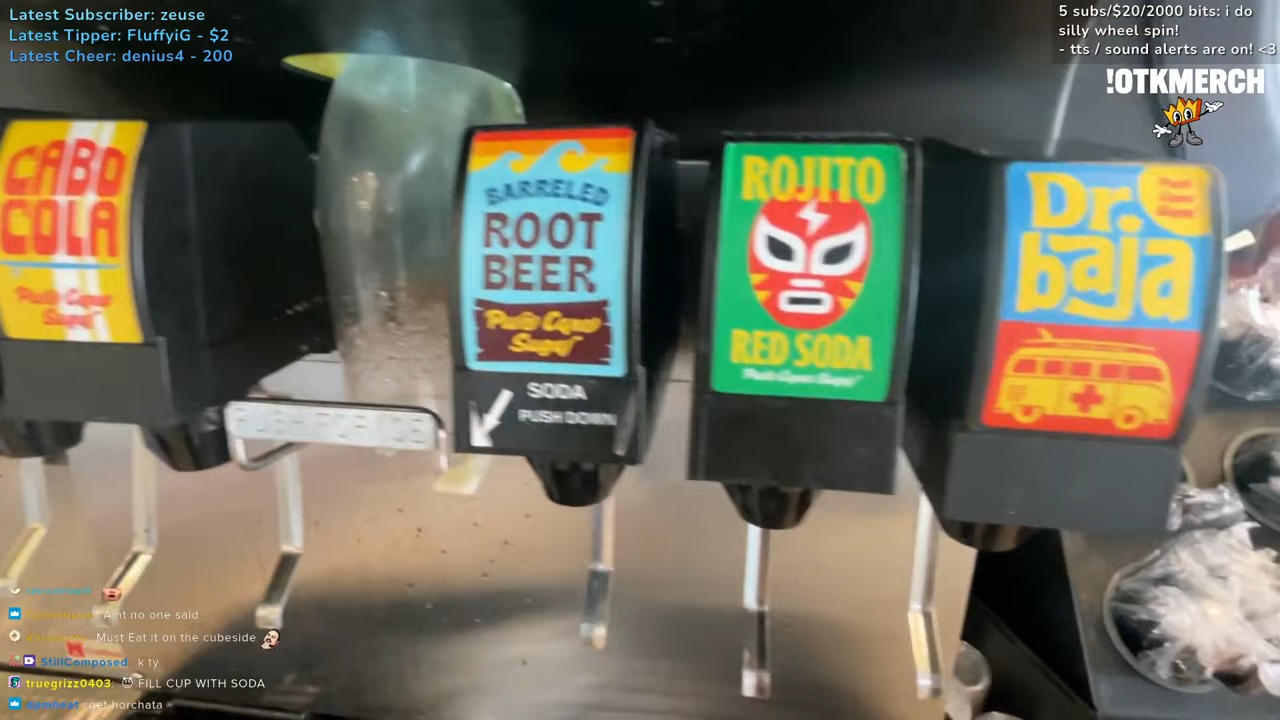 Latest Subscriber: zeuse
Latest Tipper: FluffyiG - $2
Latest Cheer: denius4 - 200
5 subs/$20/2000 bits: i do
silly wheel spin!
- tts / sound alerts are on! <3
!OTKMERCH
CABO
COLA
BARRELED
ROOT
BEER
SODA
PUSH DOWN
ROJITO
RED SODA
Dr.
baja
Aint no one said
Must Eat it on the cubeside
StillComposed k ty
truegrizz0403: 😈 FILL CUP WITH SODA
get horchata